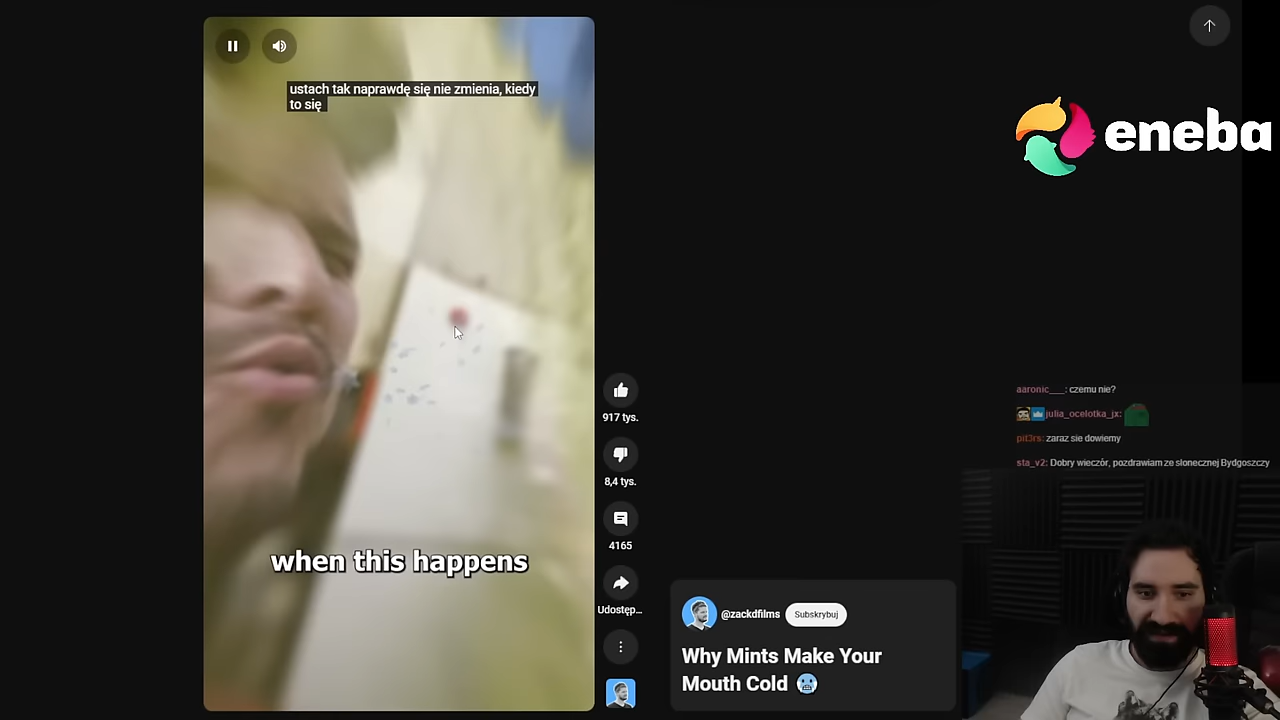 ustach tak naprawdę się nie zmienia, kiedy
to się
eneba
917 tys.
aaronic___: czemu nie?
julia_ocelotka_jx:
pit3rs: zaraz sie dowiemy
sta_v2: Dobry wieczór, pozdrawiam ze słonecznej Bydgoszczy
8,4 tys.
4165
when this happens
Udostęp...
@zackdfilms
Subskrybuj
Why Mints Make Your
Mouth Cold 🥶